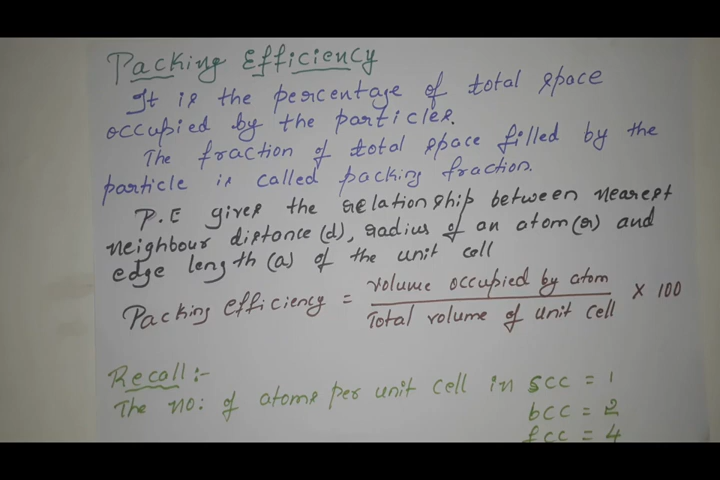 Packing Efficiency
It is the percentage of total space
occupied by the particles.
The fraction of total space filled by the
particle is called packing fraction.
P.E gives the relationship between nearest
neighbour distance (d), radius of an atom (r) and
edge length (a) of the unit cell
Packing efficiency = volume occupied by atom / Total volume of unit cell × 100
Recall :-
The no: of atoms per unit cell in scc = 1
bcc = 2
fcc = 4